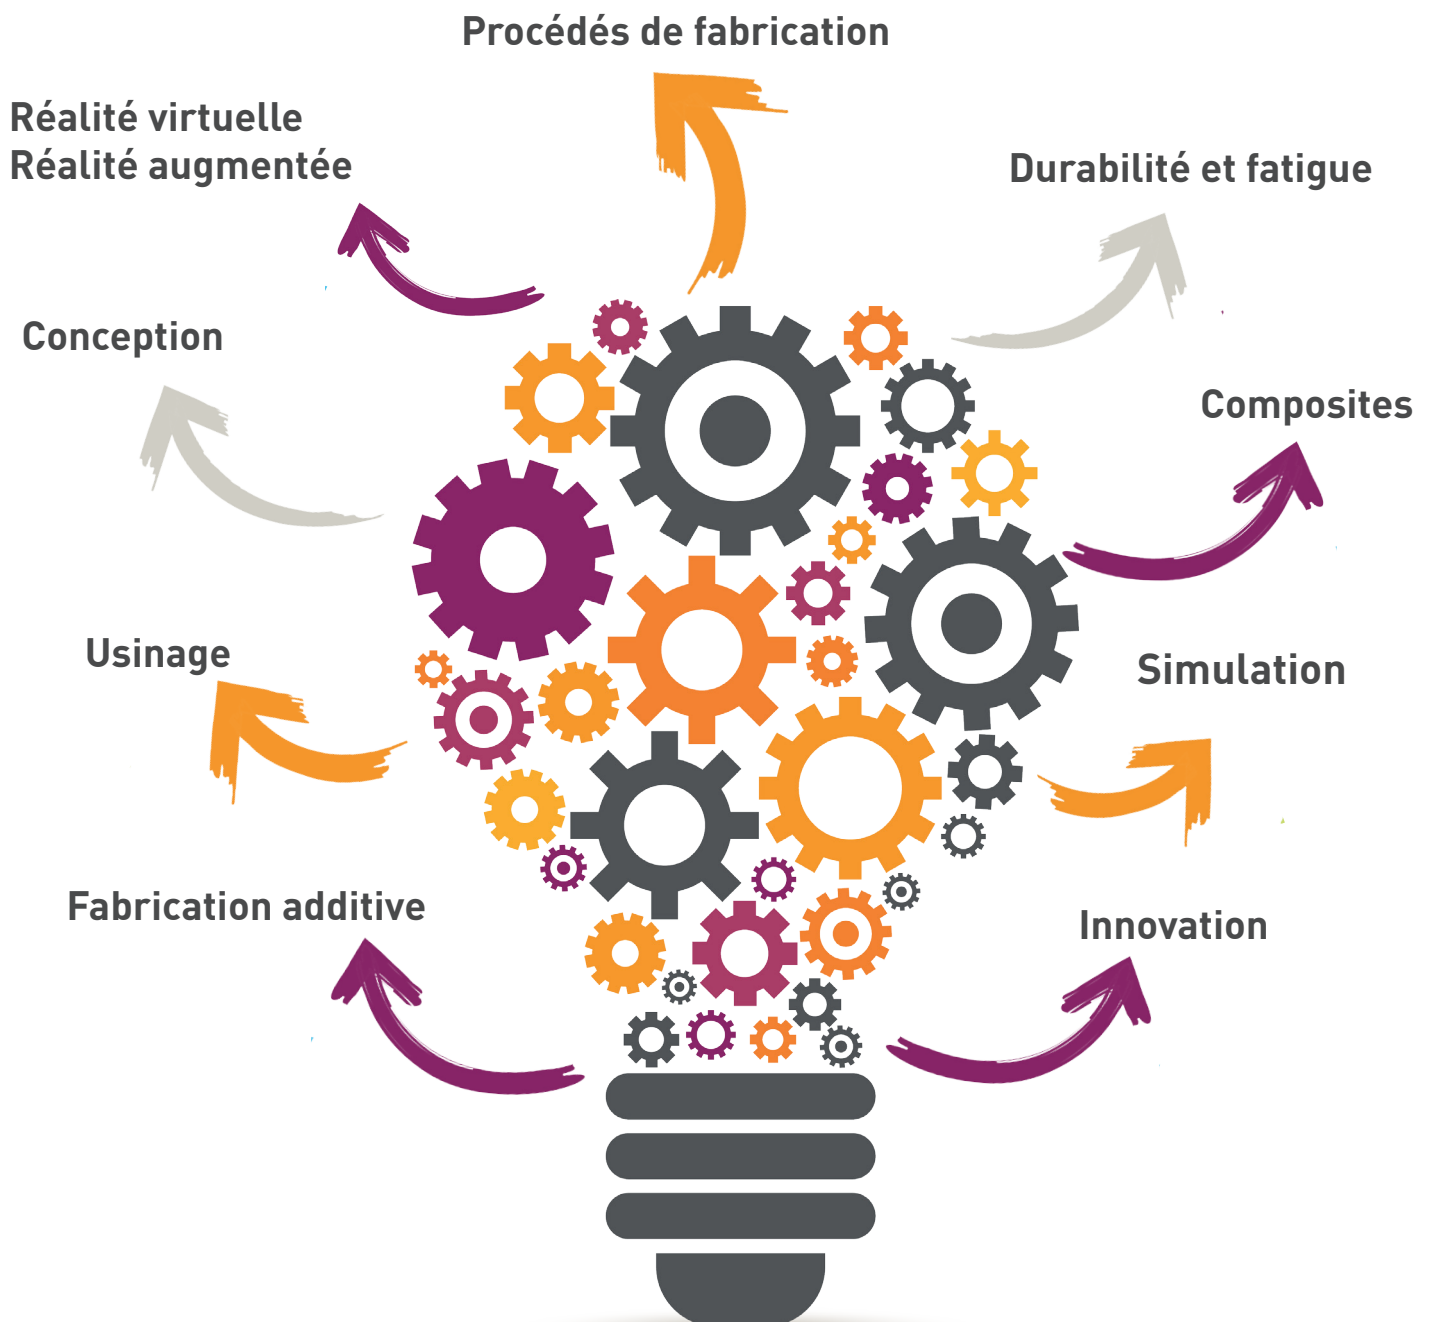 Procédés de fabrication
Réalité virtuelle
Réalité augmentée
Durabilité et fatigue
Conception
Composites
Usinage
Simulation
Fabrication additive
Innovation